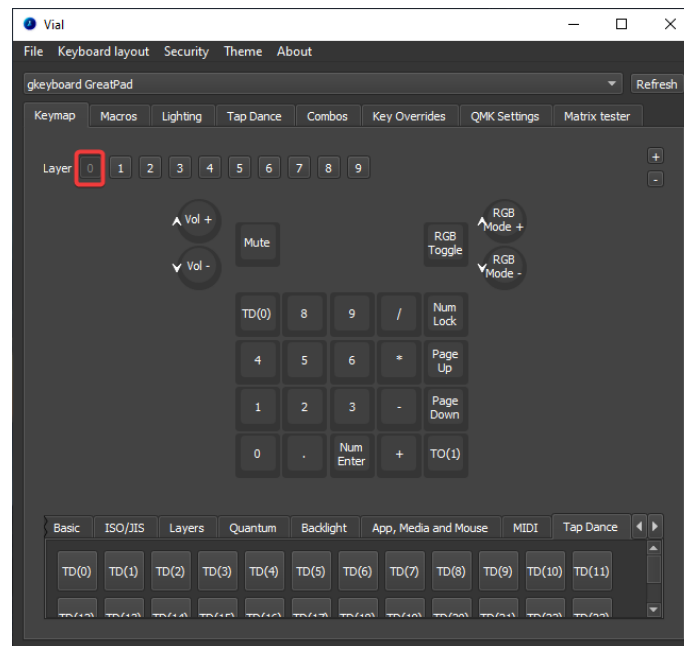 Vial
File Keyboard layout Security Theme About
gkeyboard GreatPad Refresh
Keymap Macros Lighting Tap Dance Combos Key Overrides QMK Settings Matrix tester
Layer 0 1 2 3 4 5 6 7 8 9 +
-
Vol + Mute RGB Toggle RGB Mode +
Vol - RGB Mode -
TD(0) 8 9 / Num Lock
4 5 6 * Page Up
1 2 3 - Page Down
0 . Num Enter + TO(1)
Basic ISO/JIS Layers Quantum Backlight App, Media and Mouse MIDI Tap Dance
TD(0) TD(1) TD(2) TD(3) TD(4) TD(5) TD(6) TD(7) TD(8) TD(9) TD(10) TD(11)